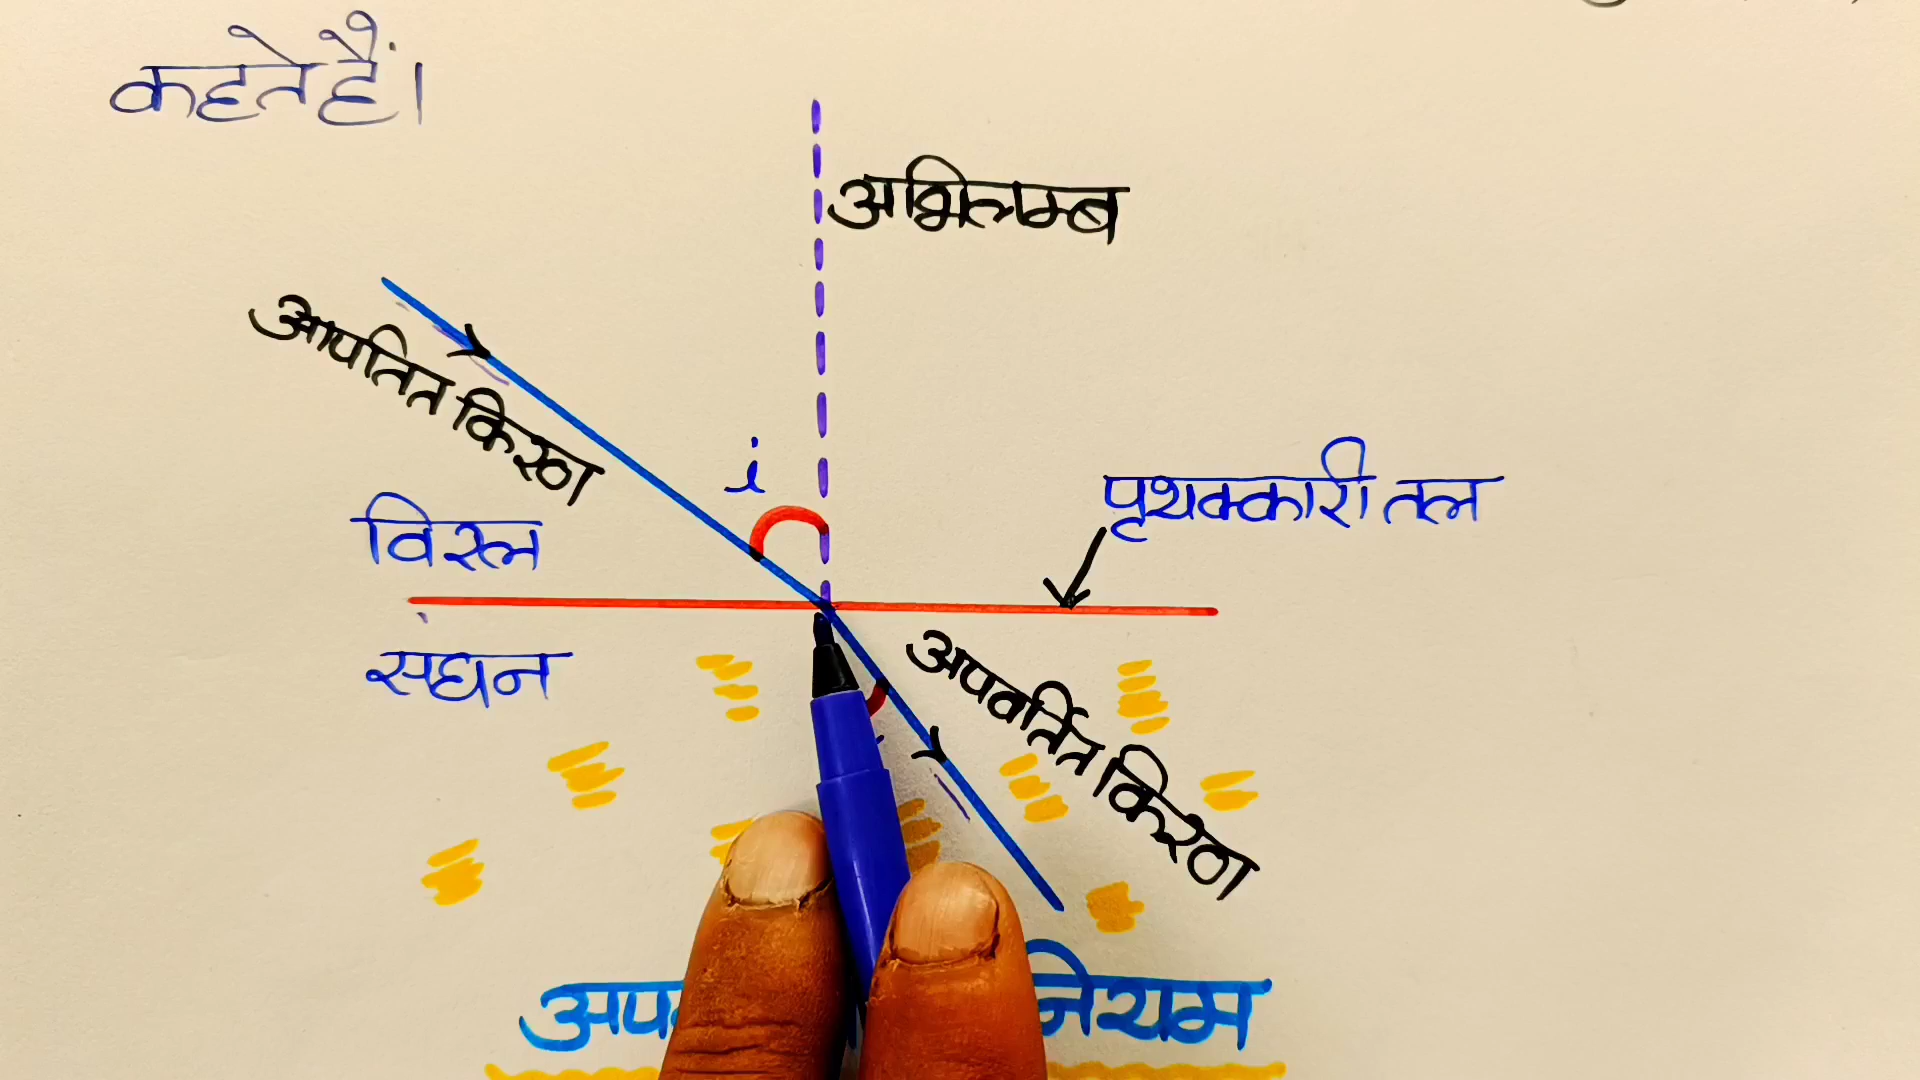 कहते हैं।
अभिलम्ब
आपतित किरण
i
पृथक्कारी तल
विरल
सघन
अपवर्तित किरण
नियम